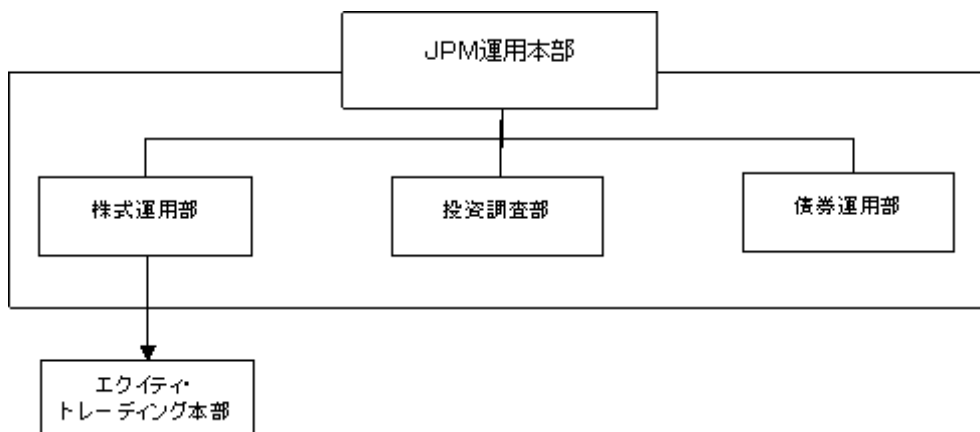 JPM運用本部
株式運用部
投資調査部
債券運用部
エクイティ・
トレーディング本部